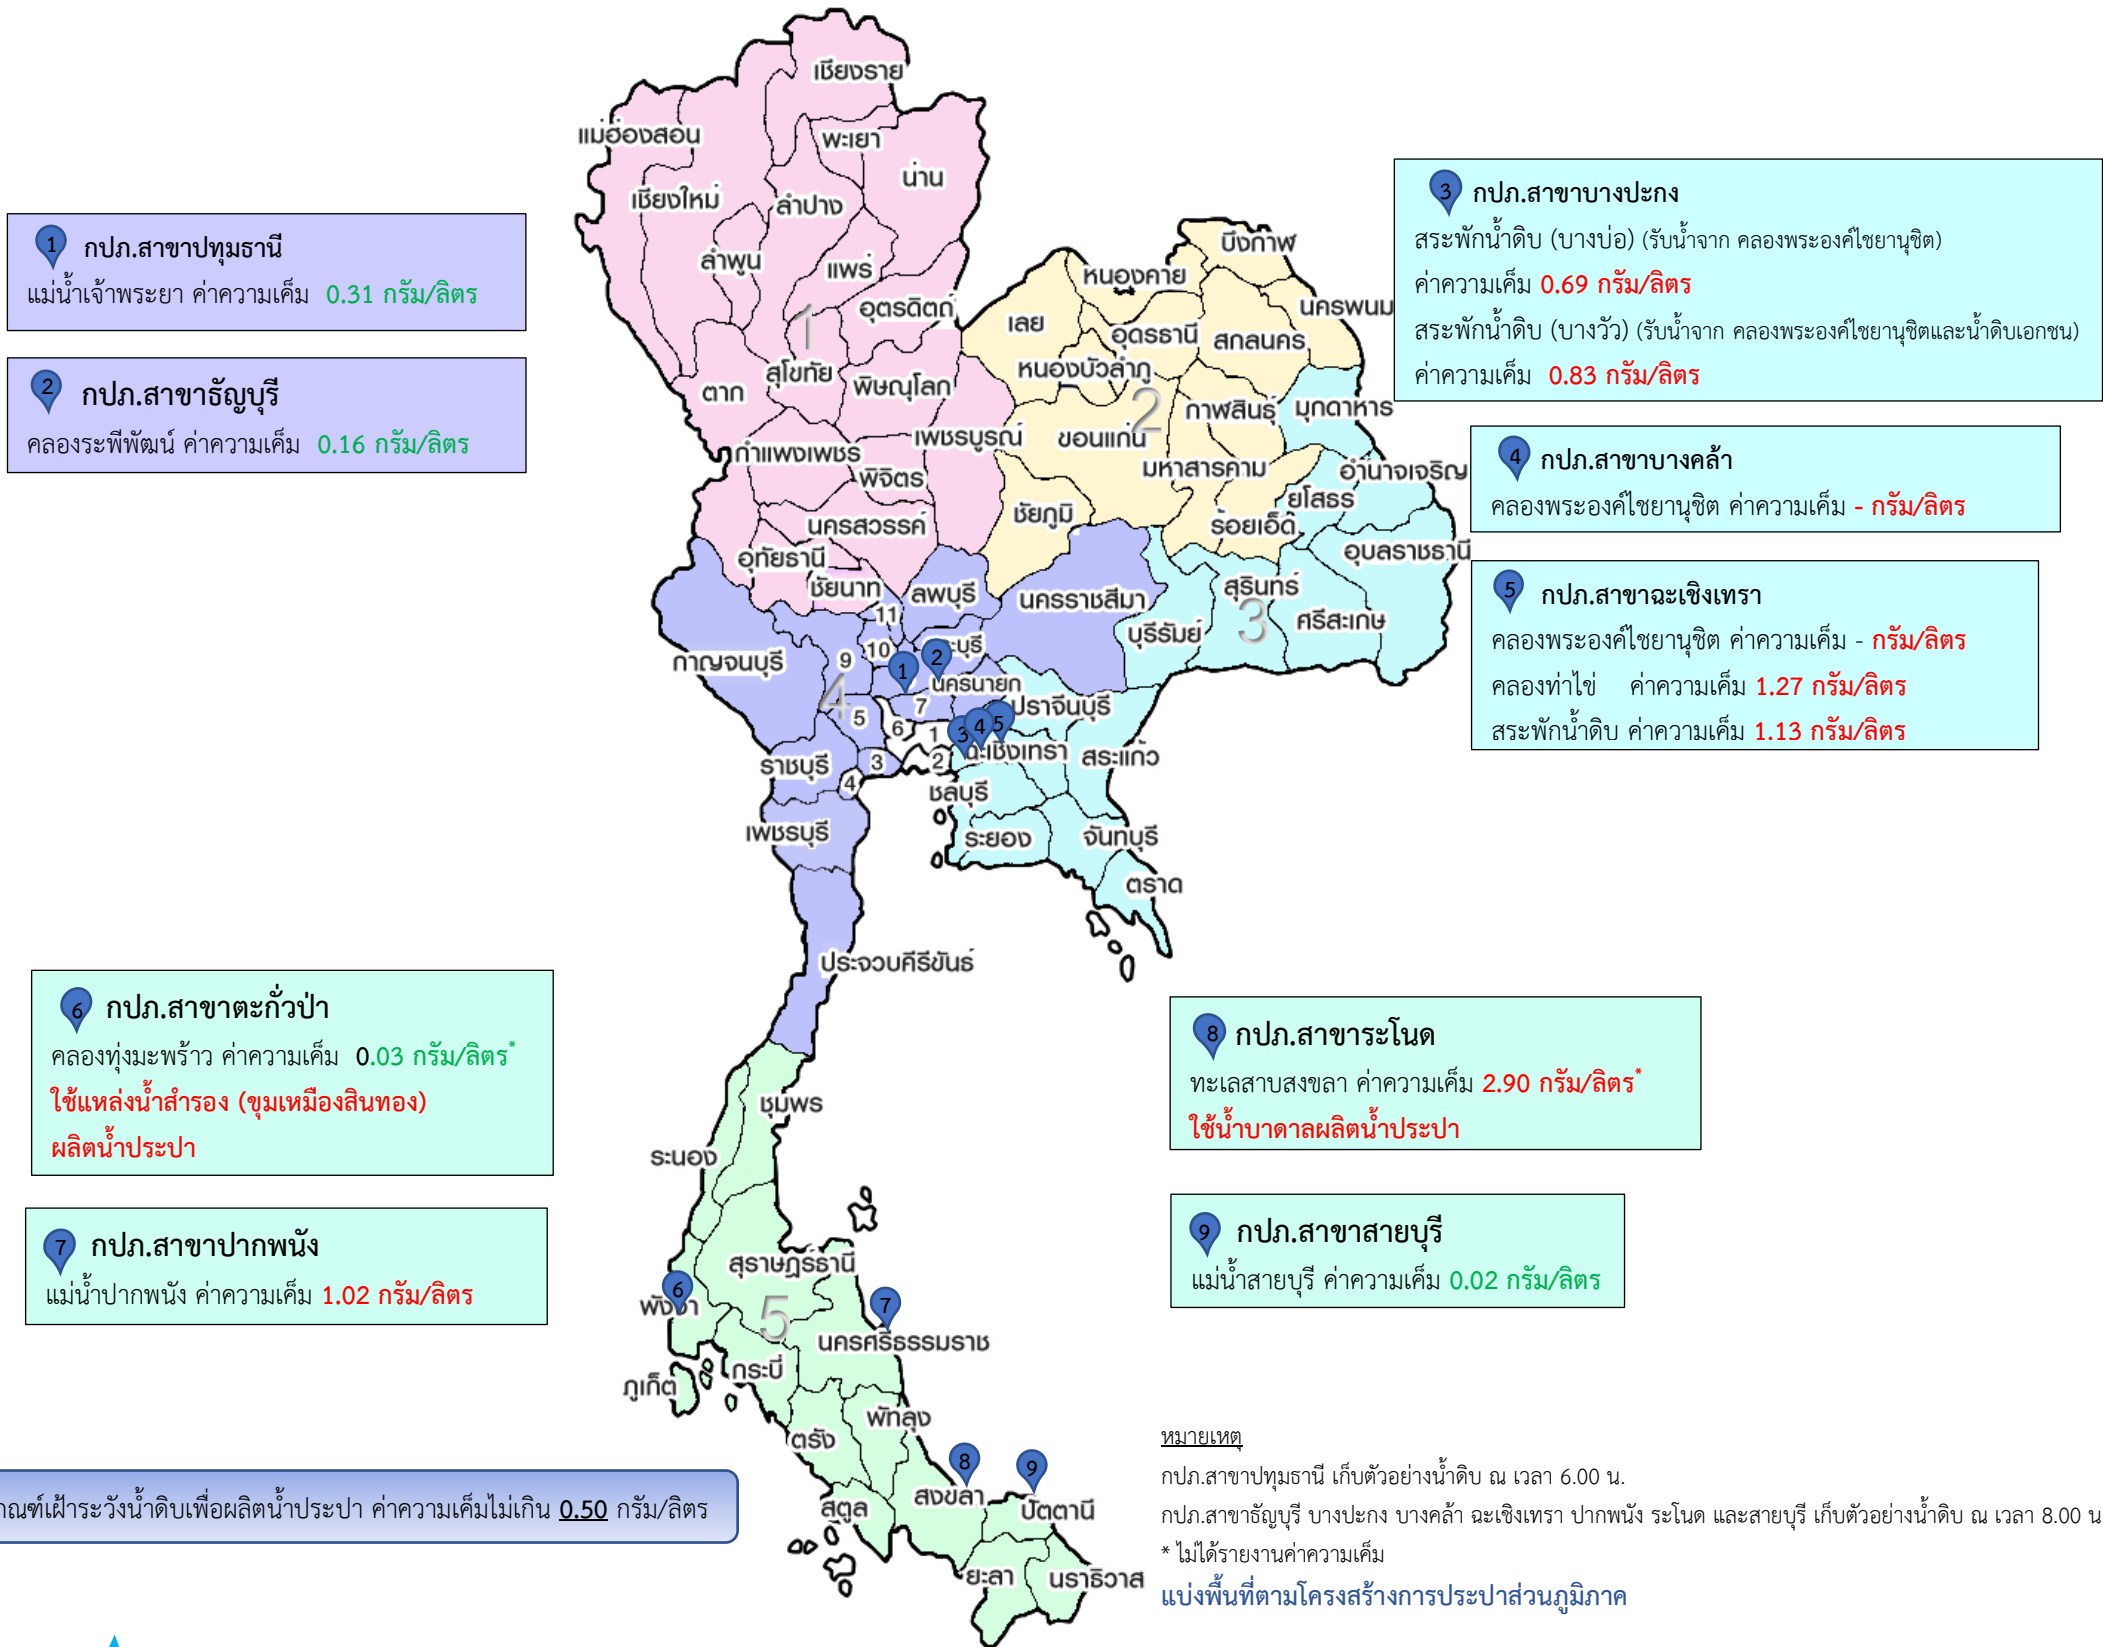 เชียงราย
แม่ฮ่องสอน
พะเยา
น่าน
เชียงใหม่
ลำปาง
ลำพูน
แพร่
อุตรดิตถ์
1
สุโขทัย
ตาก
พิษณุโลก
เพชรบูรณ์
กำแพงเพชร
พิจิตร
นครสวรรค์
อุทัยธานี
ชัยนาท
บึงกาฬ
หนองคาย
นครพนม
เลย
อุดรธานี
สกลนคร
หนองบัวลำภู
2
กาฬสินธุ์
มุกดาหาร
ขอนแก่น
มหาสารคาม
อำนาจเจริญ
ยโสธร
ชัยภูมิ
ร้อยเอ็ด
อุบลราชธานี
สุรินทร์
3
ศรีสะเกษ
บุรีรัมย์
ลพบุรี
นครราชสีมา
11
10
9
กาญจนบุรี
4
5
1
2
ะบุรี
นครนายก
7
6
1
2
3
4
ปราจีนบุรี
3
4
5
ฉะเชิงเทรา
สระแก้ว
ราชบุรี
ชลบุรี
เพชรบุรี
ระยอง
จันทบุรี
ตราด
ประจวบคีรีขันธ์
ชุมพร
ระนอง
สุราษฎร์ธานี
6
พังงา
5
7
นครศรีธรรมราช
ภูเก็ต
กระบี่
พัทลุง
ตรัง
8
9
สงขลา
ปัตตานี
สตูล
ยะลา
นราธิวาส
1 กปภ.สาขาปทุมธานี
แม่น้ำเจ้าพระยา ค่าความเค็ม 0.31 กรัม/ลิตร
2 กปภ.สาขาธัญบุรี
คลองระพีพัฒน์ ค่าความเค็ม 0.16 กรัม/ลิตร
3 กปภ.สาขาบางปะกง
สระพักน้ำดิบ (บางบ่อ) (รับน้ำจาก คลองพระองค์ไชยานุชิต)
ค่าความเค็ม 0.69 กรัม/ลิตร
สระพักน้ำดิบ (บางวัว) (รับน้ำจาก คลองพระองค์ไชยานุชิตและน้ำดิบเอกชน)
ค่าความเค็ม 0.83 กรัม/ลิตร
4 กปภ.สาขาบางคล้า
คลองพระองค์ไชยานุชิต ค่าความเค็ม - กรัม/ลิตร
5 กปภ.สาขาฉะเชิงเทรา
คลองพระองค์ไชยานุชิต ค่าความเค็ม - กรัม/ลิตร
คลองท่าไข่ ค่าความเค็ม 1.27 กรัม/ลิตร
สระพักน้ำดิบ ค่าความเค็ม 1.13 กรัม/ลิตร
6 กปภ.สาขาตะกั่วป่า
คลองทุ่งมะพร้าว ค่าความเค็ม 0.03 กรัม/ลิตร*
ใช้แหล่งน้ำสำรอง (ขุมเหมืองสินทอง)
ผลิตน้ำประปา
7 กปภ.สาขาปากพนัง
แม่น้ำปากพนัง ค่าความเค็ม 1.02 กรัม/ลิตร
8 กปภ.สาขาระโนด
ทะเลสาบสงขลา ค่าความเค็ม 2.90 กรัม/ลิตร*
ใช้น้ำบาดาลผลิตน้ำประปา
9 กปภ.สาขาสายบุรี
แม่น้ำสายบุรี ค่าความเค็ม 0.02 กรัม/ลิตร
ณฑ์เฝ้าระวังน้ำดิบเพื่อผลิตน้ำประปา ค่าความเค็มไม่เกิน 0.50 กรัม/ลิตร
หมายเหตุ
กปภ.สาขาปทุมธานี เก็บตัวอย่างน้ำดิบ ณ เวลา 6.00 น.
กปภ.สาขาธัญบุรี บางปะกง บางคล้า ฉะเชิงเทรา ปากพนัง ระโนด และสายบุรี เก็บตัวอย่างน้ำดิบ ณ เวลา 8.00 น
* ไม่ได้รายงานค่าความเค็ม
แบ่งพื้นที่ตามโครงสร้างการประปาส่วนภูมิภาค